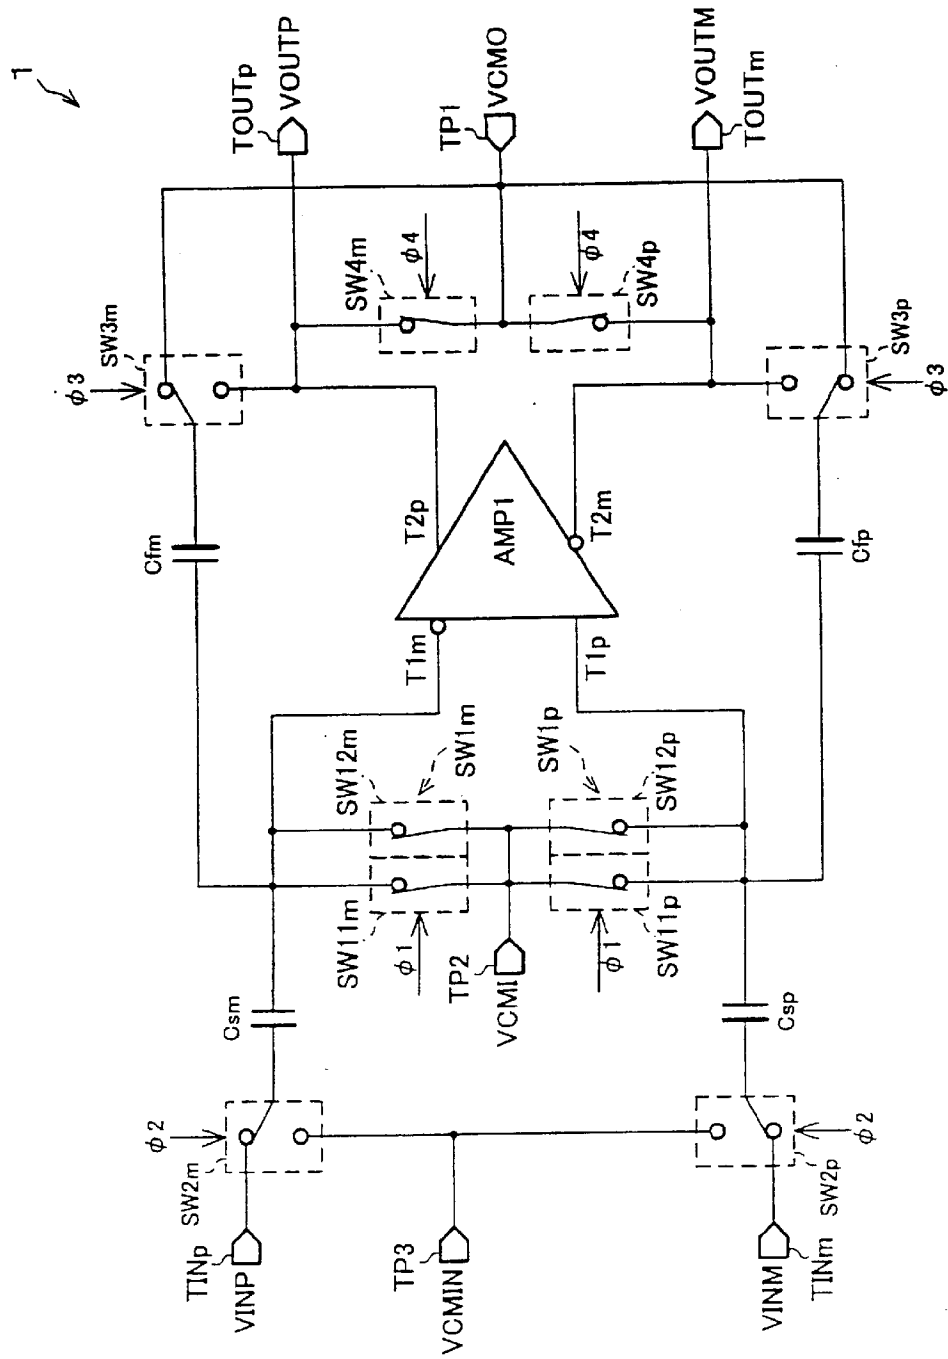 1
TOUTp
VOUTP
TP1
VCMO
VOUTM
TOUTm
SW3m
φ3
SW4m
φ4
φ4
SW4p
SW3p
φ3
Cfm
T2p
AMP1
T2m
Cfp
T1m
T1p
SW12m
SW1m
SW1p
SW12p
SW11m
φ1
TP2
VCMI
φ1
SW11p
Csm
Csp
φ2
SW2m
φ2
SW2p
TINp
VINP
TP3
VCMIN
VINM
TINm